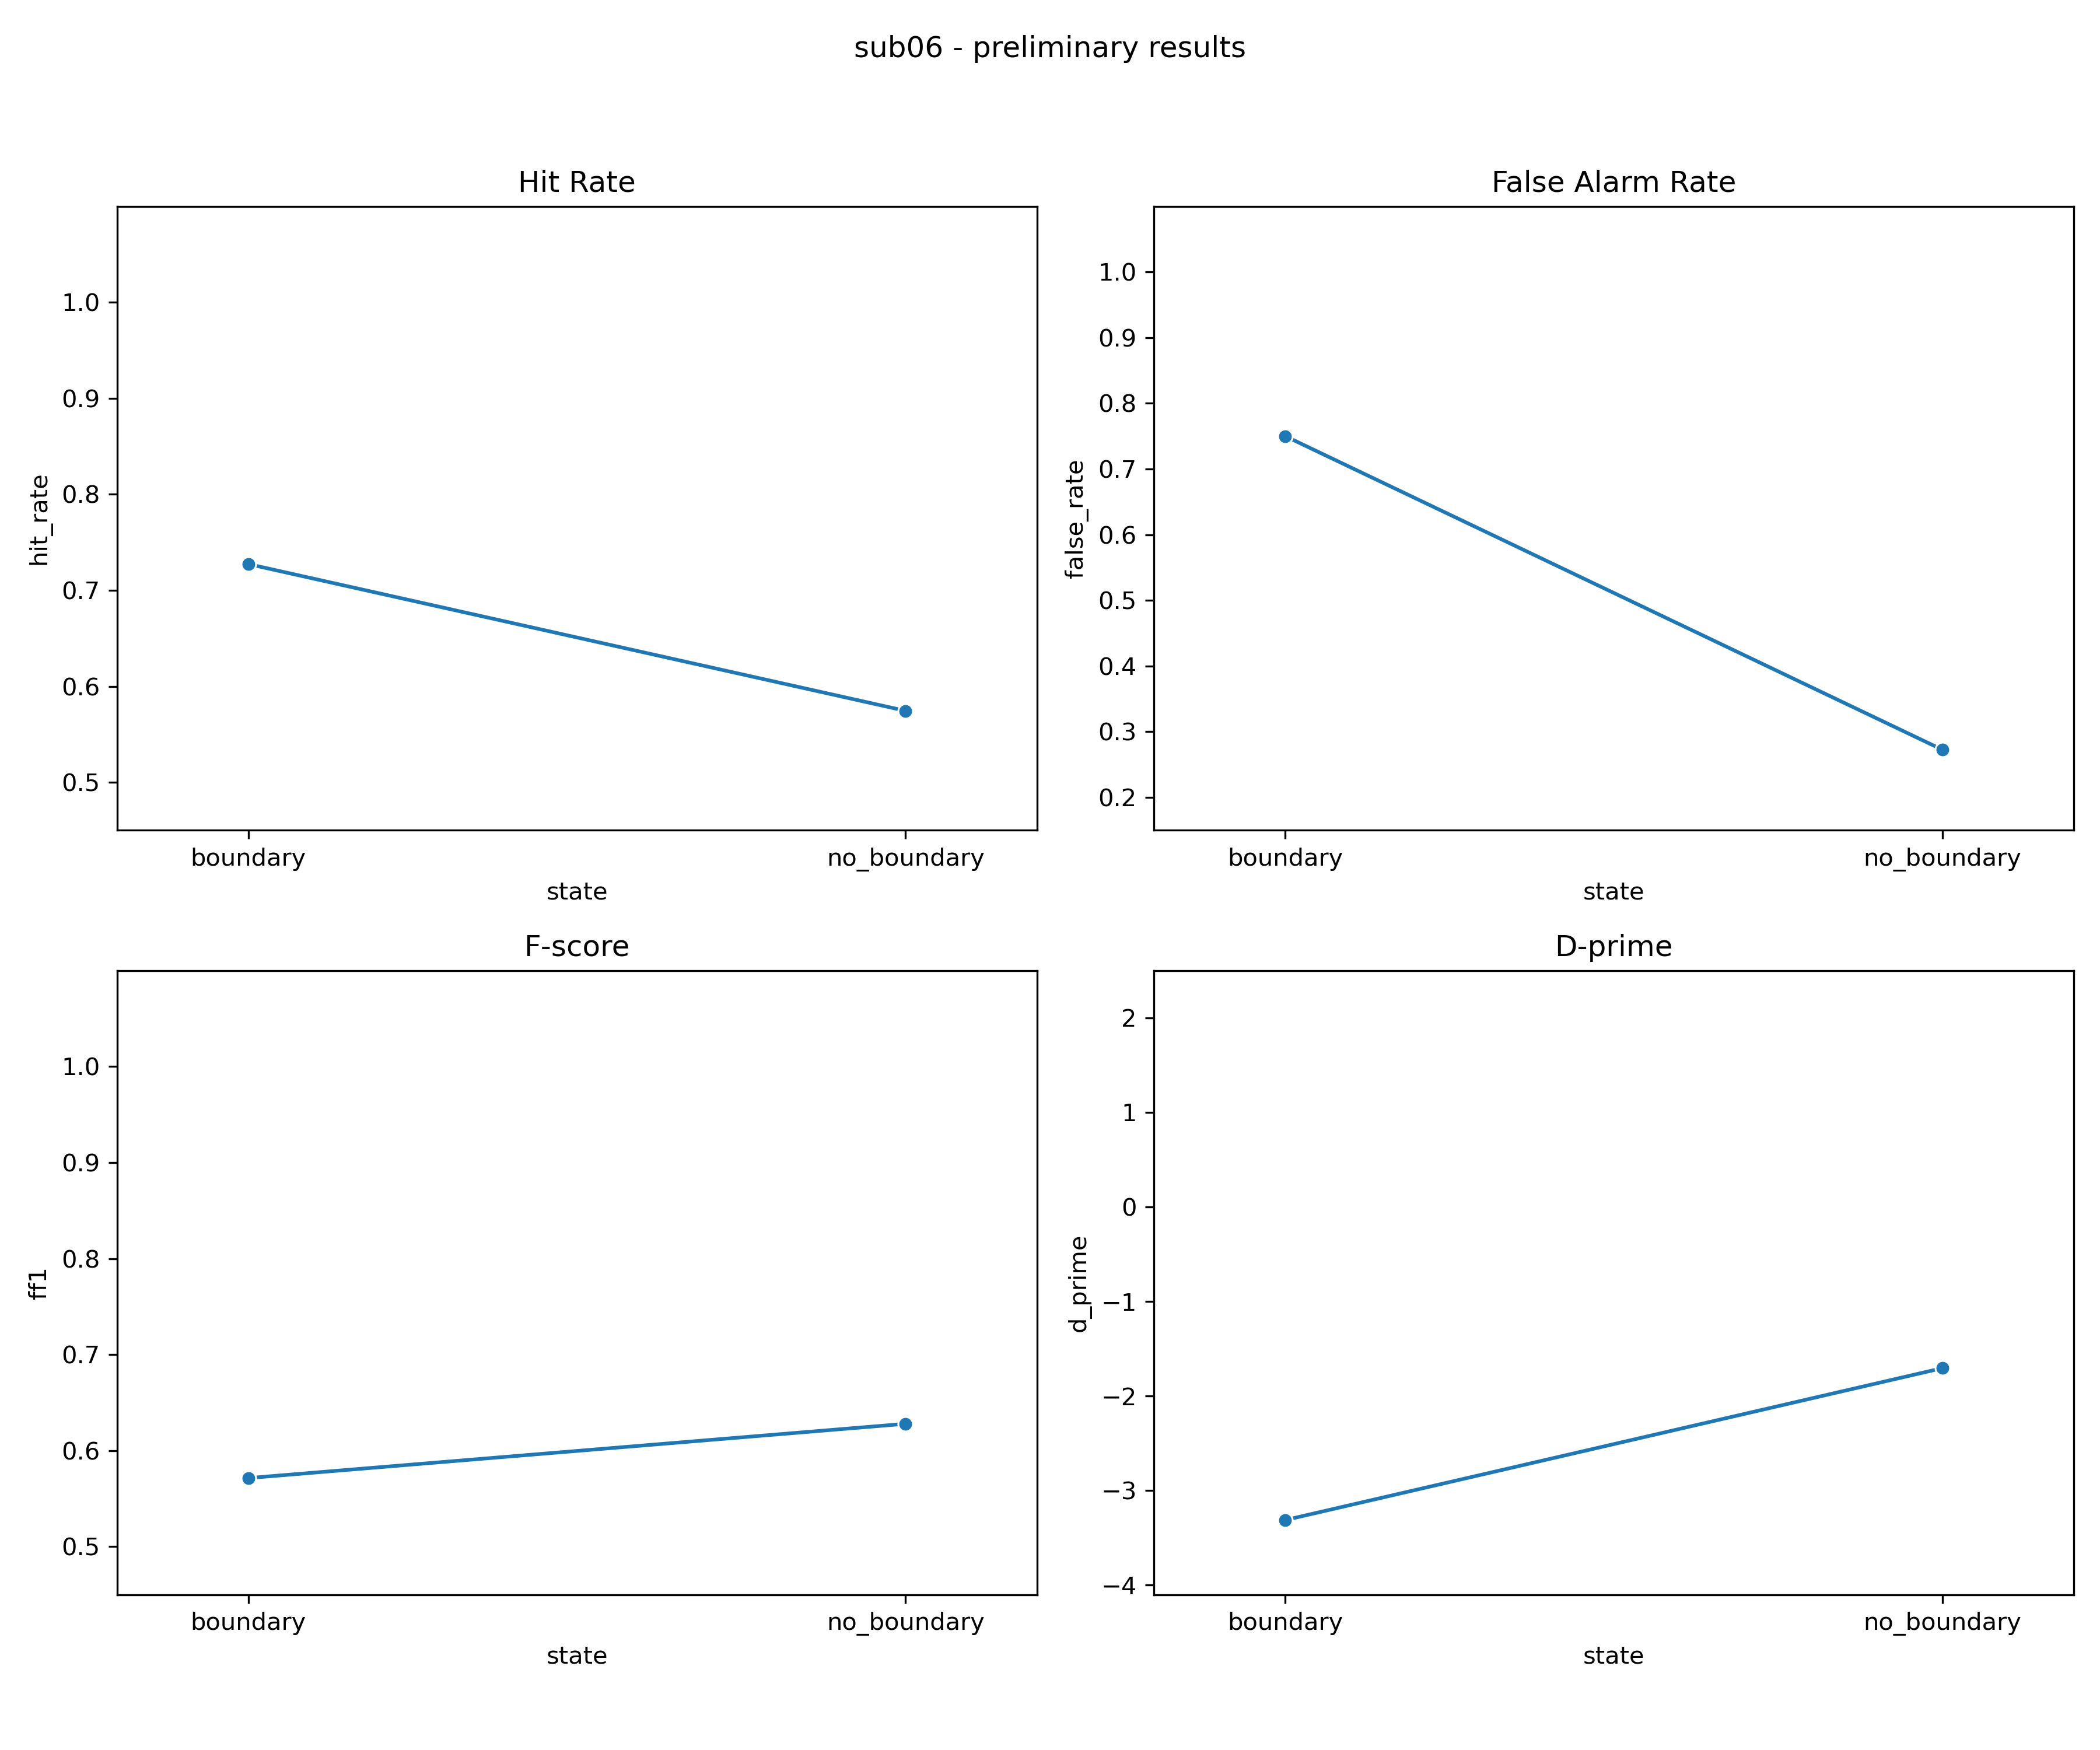 sub06 - preliminary results
Hit Rate
1.0
0.9
0.8
0.7
0.6
0.5
hit_rate
boundary no_boundary
state
False Alarm Rate
1.0
0.9
0.8
0.7
0.6
0.5
0.4
0.3
0.2
false_rate
boundary no_boundary
state
F-score
1.0
0.9
0.8
0.7
0.6
0.5
ff1
boundary no_boundary
state
D-prime
2
1
0
−1
−2
−3
−4
d_prime
boundary no_boundary
state